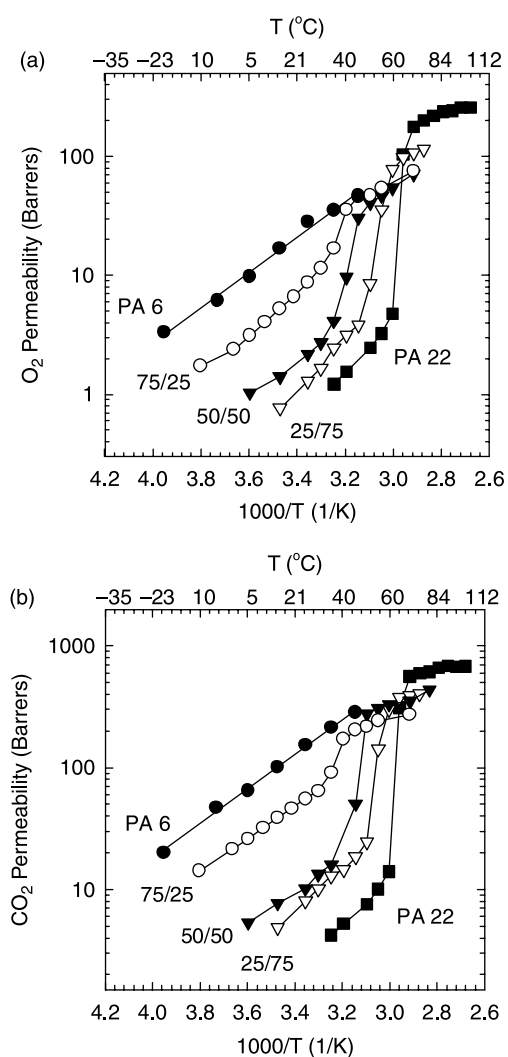 T (°C)
−35 −23 10 5 21 40 60 84 112
(a)
100
10
1
O2 Permeability (Barrers)
PA 6
75/25
50/50
25/75
PA 22
4.2 4.0 3.8 3.6 3.4 3.2 3.0 2.8 2.6
1000/T (1/K)
T (°C)
(b) −35 −23 10 5 21 40 60 84 112
1000
100
10
CO2 Permeability (Barrers)
PA 6
75/25
50/50
25/75
PA 22
4.2 4.0 3.8 3.6 3.4 3.2 3.0 2.8 2.6
1000/T (1/K)